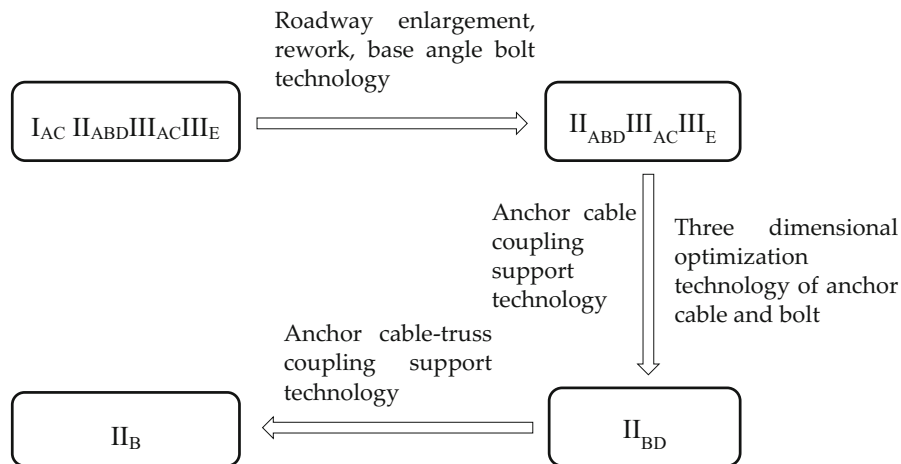 Roadway enlargement,
rework, base angle bolt
technology
I_AC II_ABD III_AC III_E
II_ABD III_AC III_E
Anchor cable
coupling
support
technology
Three dimensional
optimization
technology of anchor
cable and bolt
Anchor cable-truss
coupling support
technology
II_B
II_BD